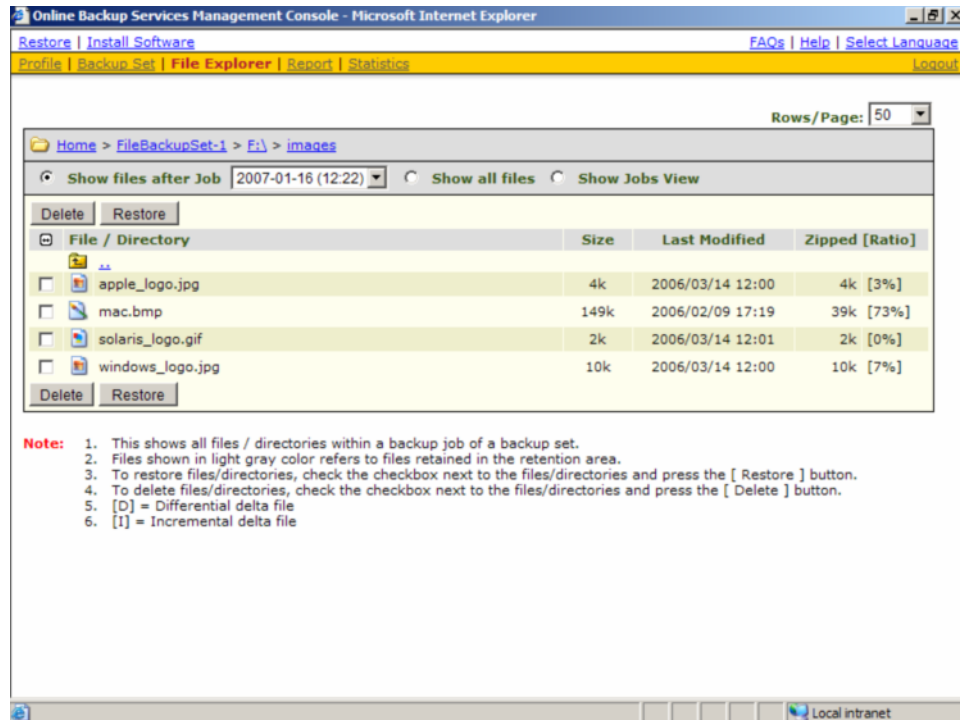 Online Backup Services Management Console - Microsoft Internet Explorer
Restore | Install Software FAQs | Help | Select Language
Profile | Backup Set | File Explorer | Report | Statistics Logout
Rows/Page: 50
Home > FileBackupSet-1 > F:\ > images
Show files after Job 2007-01-16 (12:22) Show all files Show Jobs View
Delete Restore
File / Directory Size Last Modified Zipped [Ratio]
..
apple_logo.jpg 4k 2006/03/14 12:00 4k [3%]
mac.bmp 149k 2006/02/09 17:19 39k [73%]
solaris_logo.gif 2k 2006/03/14 12:01 2k [0%]
windows_logo.jpg 10k 2006/03/14 12:00 10k [7%]
Delete Restore
Note: 1. This shows all files / directories within a backup job of a backup set.
2. Files shown in light gray color refers to files retained in the retention area.
3. To restore files/directories, check the checkbox next to the files/directories and press the [ Restore ] button.
4. To delete files/directories, check the checkbox next to the files/directories and press the [ Delete ] button.
5. [D] = Differential delta file
6. [I] = Incremental delta file
Local intranet